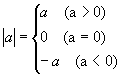 a (a > 0)
|a| = { 0 (a = 0)
−a (a < 0)